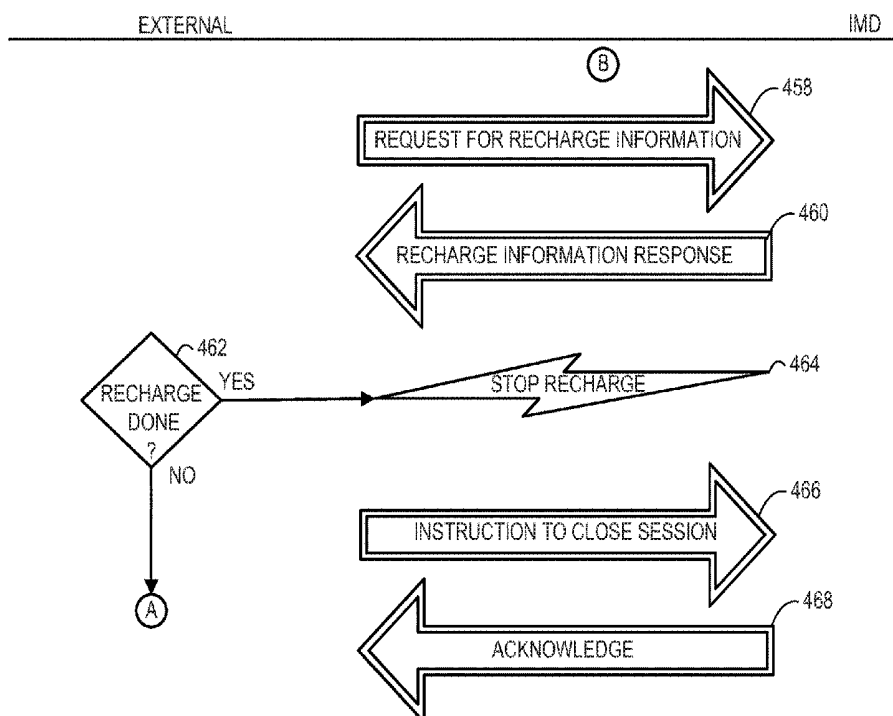 EXTERNAL
IMD
B
458
REQUEST FOR RECHARGE INFORMATION
460
RECHARGE INFORMATION RESPONSE
462
RECHARGE
DONE
?
YES
NO
STOP RECHARGE
464
466
INSTRUCTION TO CLOSE SESSION
A
468
ACKNOWLEDGE